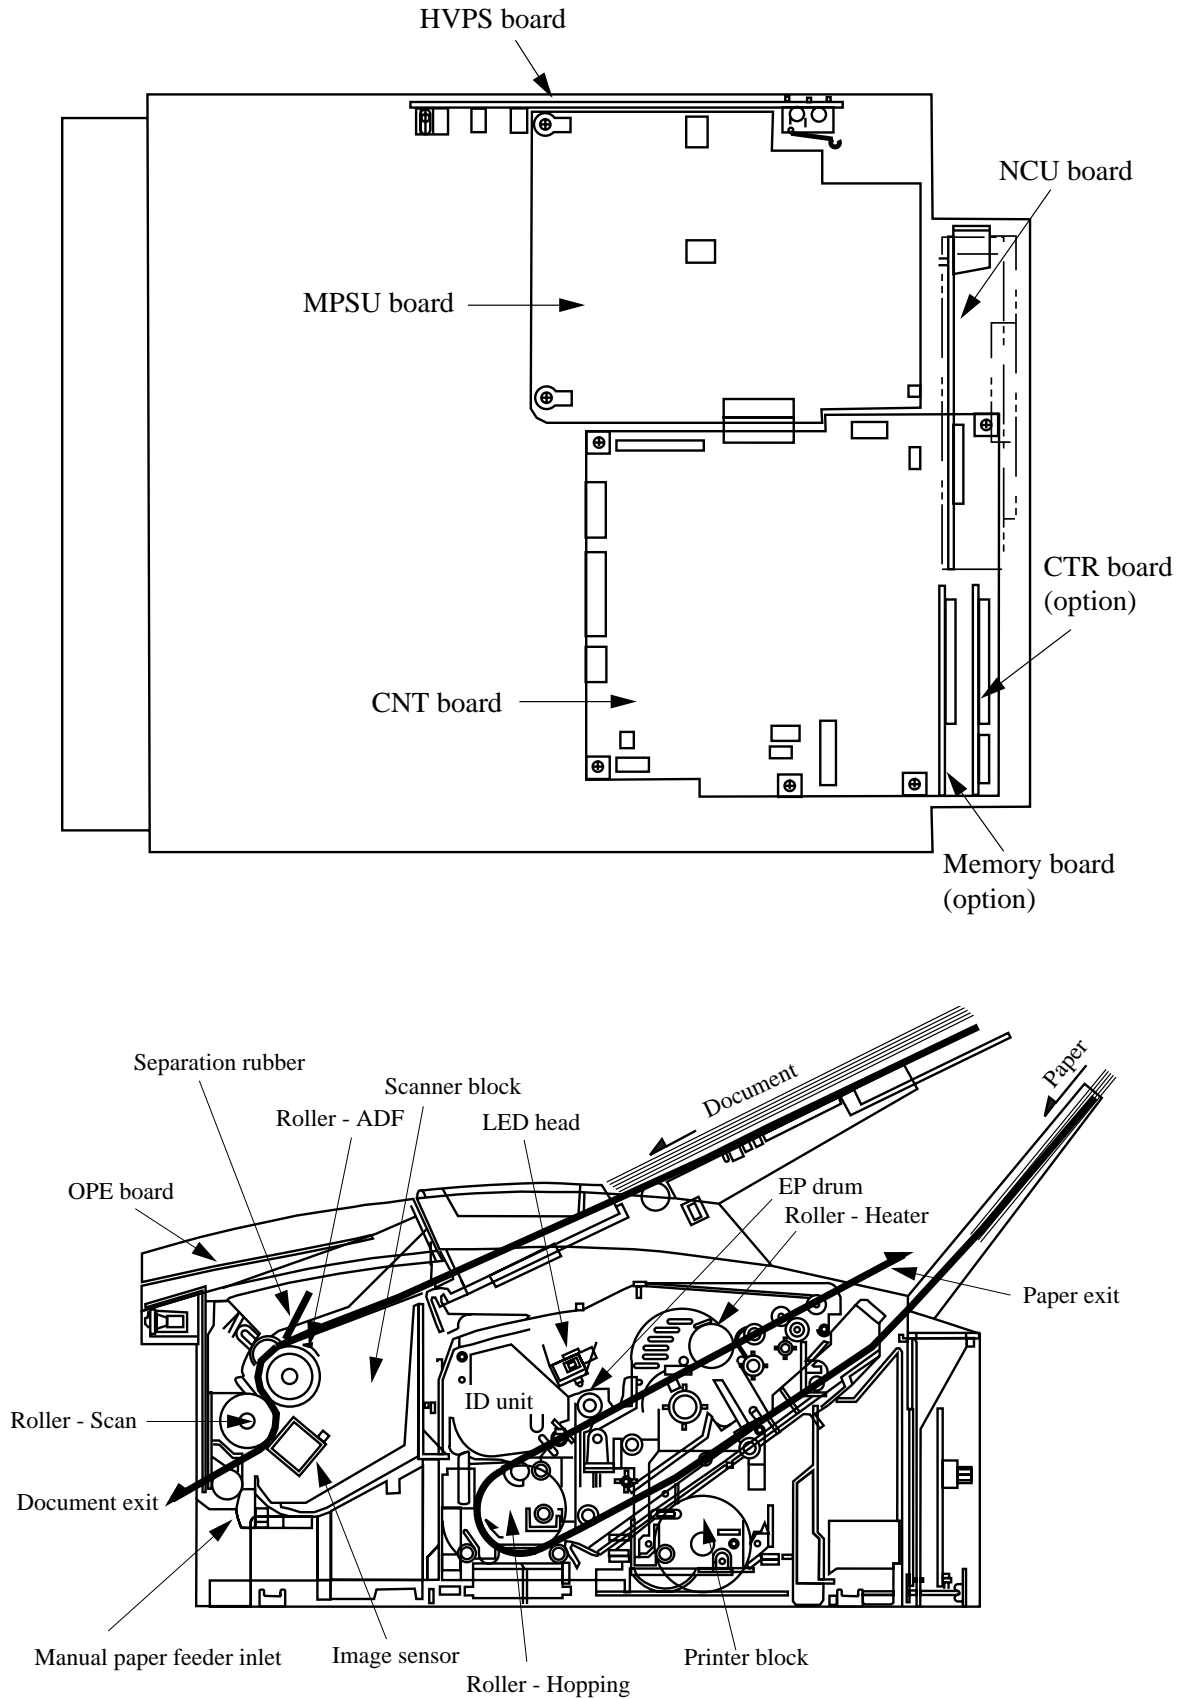 HVPS board
NCU board
MPSU board
CTR board
(option)
CNT board
Memory board
(option)
Separation rubber
Scanner block
Document
Paper
Roller - ADF
LED head
OPE board
EP drum
Roller - Heater
Paper exit
ID unit
Roller - Scan
Document exit
Manual paper feeder inlet
Image sensor
Printer block
Roller - Hopping